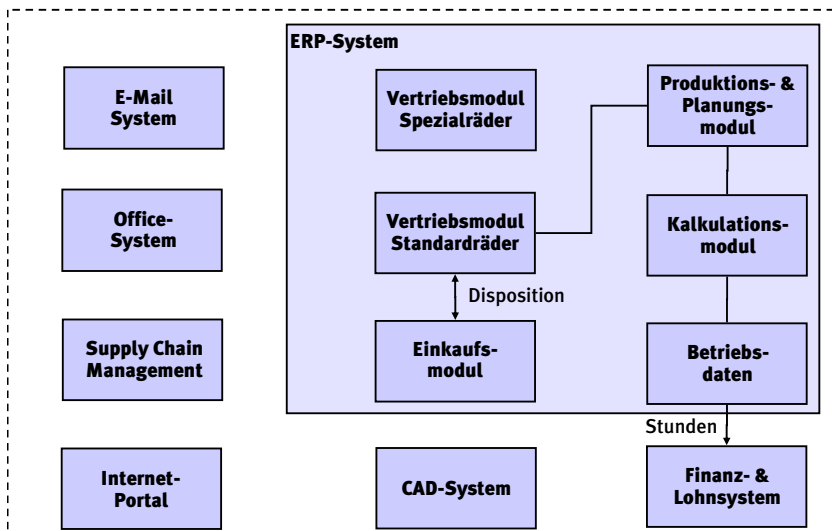 ERP-System
E-Mail
System
Vertriebsmodul
Spezialräder
Produktions- &
Planungs-
modul
Office-
System
Vertriebsmodul
Standardräder
Kalkulations-
modul
Disposition
Supply Chain
Management
Einkaufs-
modul
Betriebs-
daten
Stunden
Internet-
Portal
CAD-System
Finanz- &
Lohnsystem